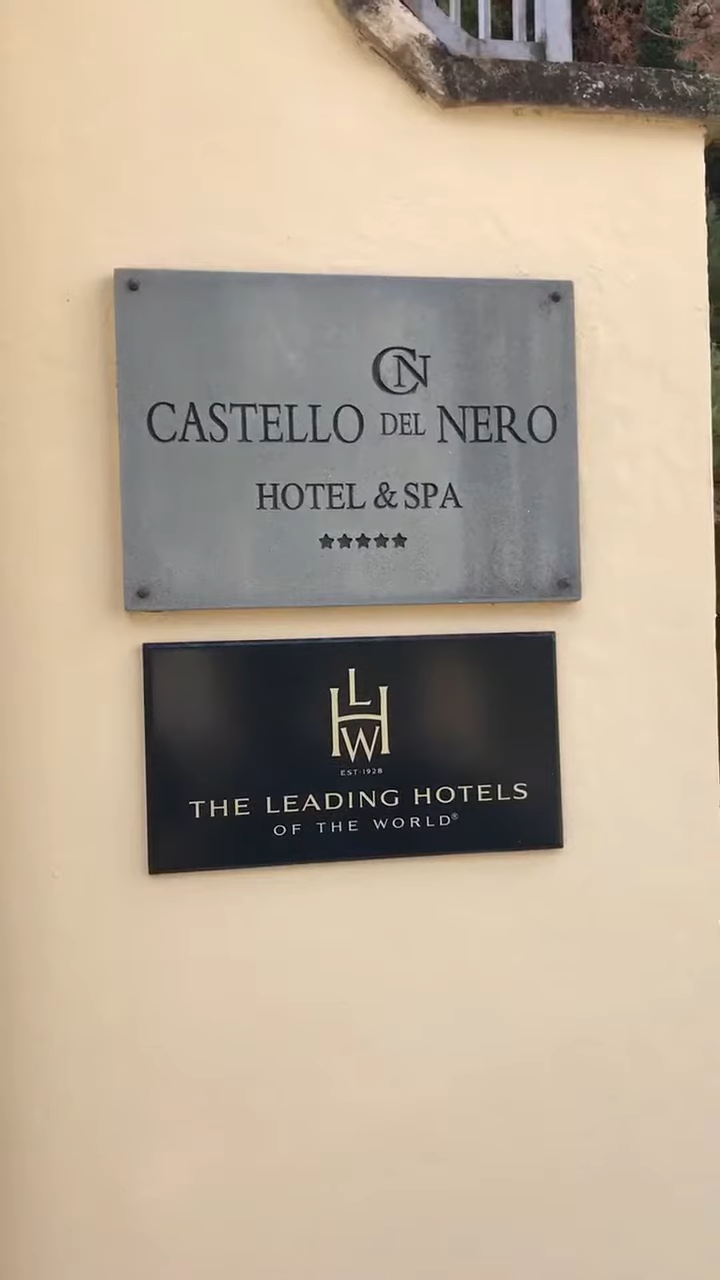 CN
CASTELLO DEL NERO
HOTEL & SPA
★★★★★
LHW
EST 1928
THE LEADING HOTELS
OF THE WORLD®